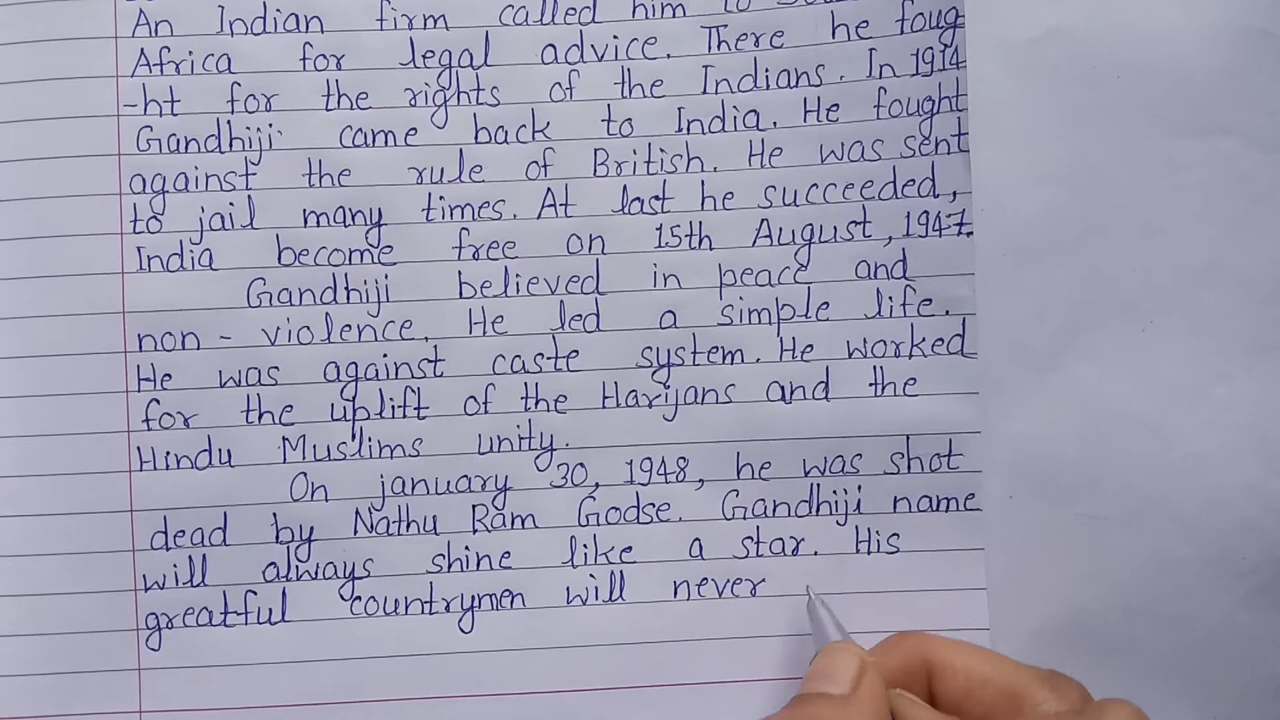 An Indian firm called him to
Africa for legal advice. There he foug
-ht for the rights of the Indians. In 1914
Gandhiji came back to India. He fought
against the rule of British. He was sent
to jail many times. At last he succeeded,
India become free on 15th August, 1947.
Gandhiji believed in peace and
non - violence. He led a simple life.
He was against caste system. He worked
for the uplift of the Harijans and the
Hindu Muslims unity.
On january 30, 1948, he was shot
dead by Nathu Ram Godse. Gandhiji name
will always shine like a star. His
greatful countrymen will never